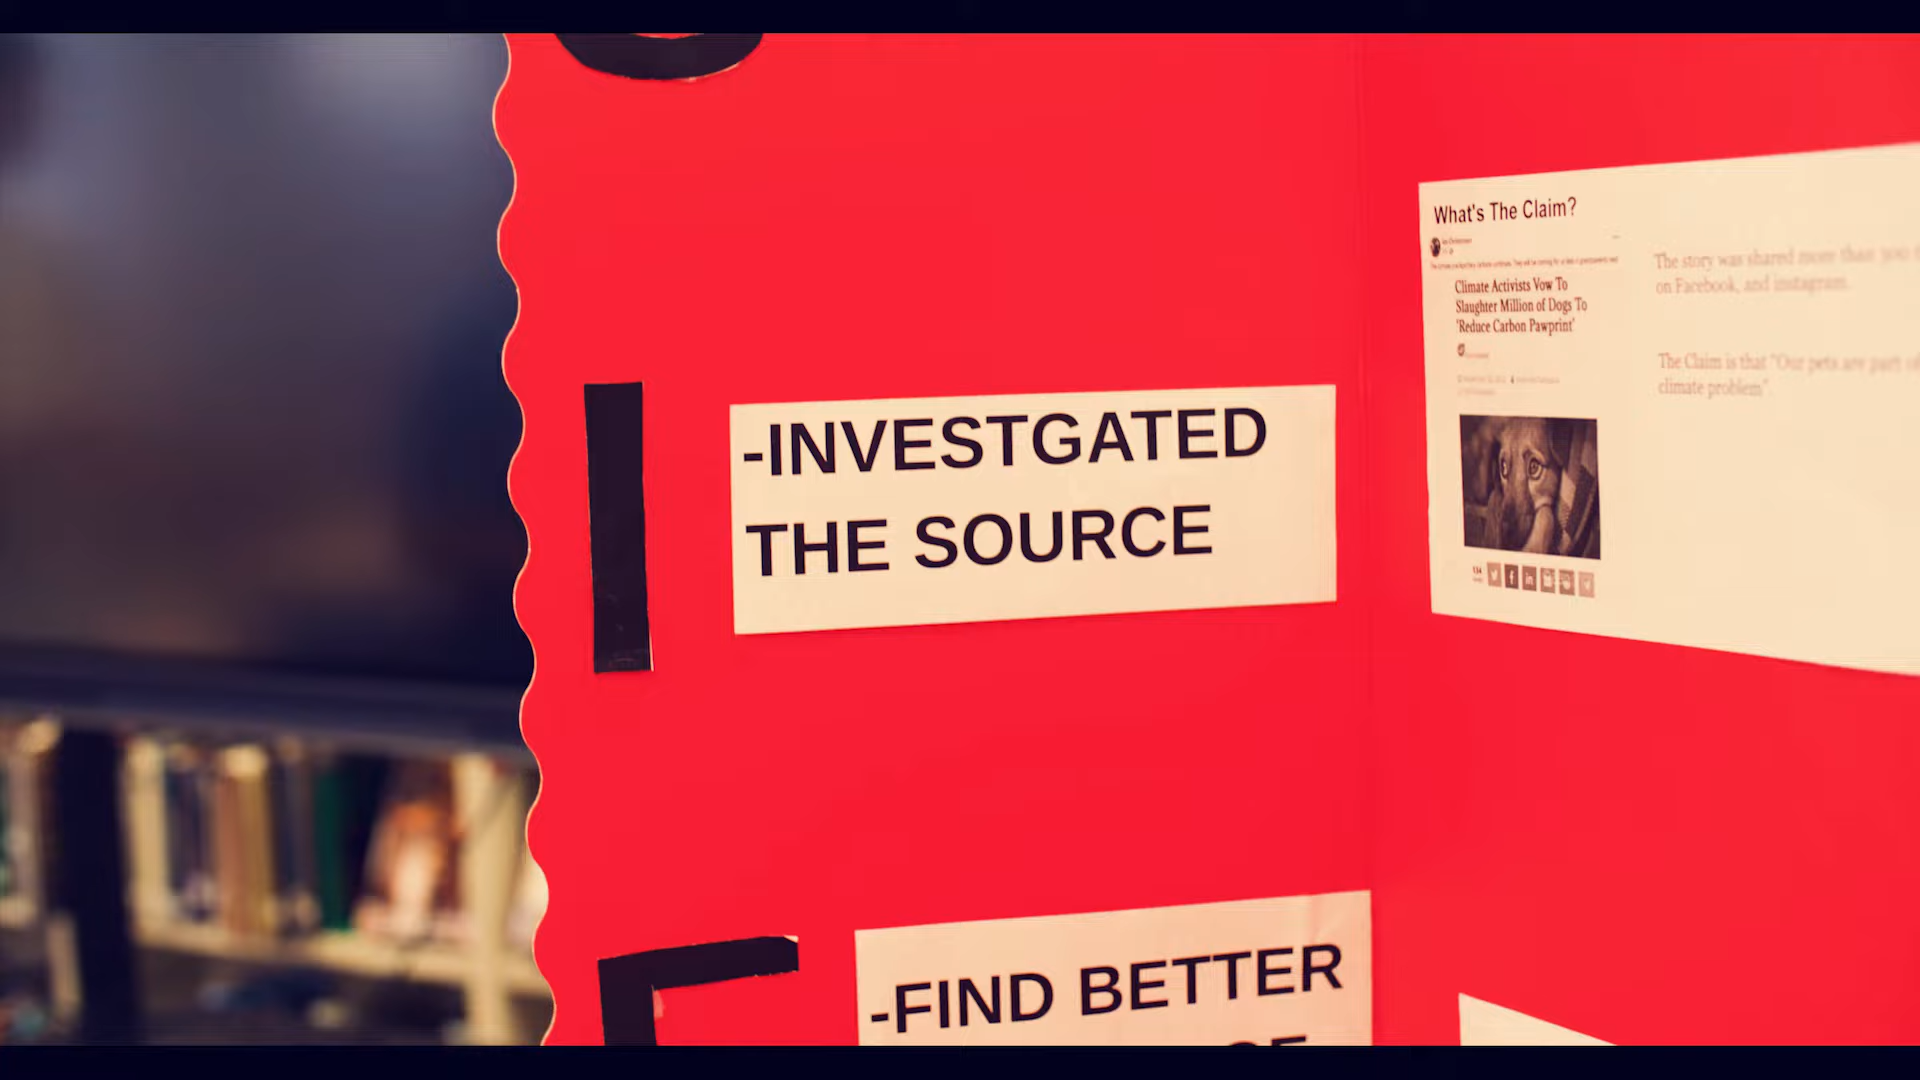 I
-INVESTGATED
THE SOURCE
F
-FIND BETTER
What's The Claim?
Climate Activists Vow To
Slaughter Million of Dogs To
'Reduce Carbon Pawprint'
134
The story was shared more than 300
on Facebook, and instagram.
The Claim is that "Our pets are part of
climate problem".